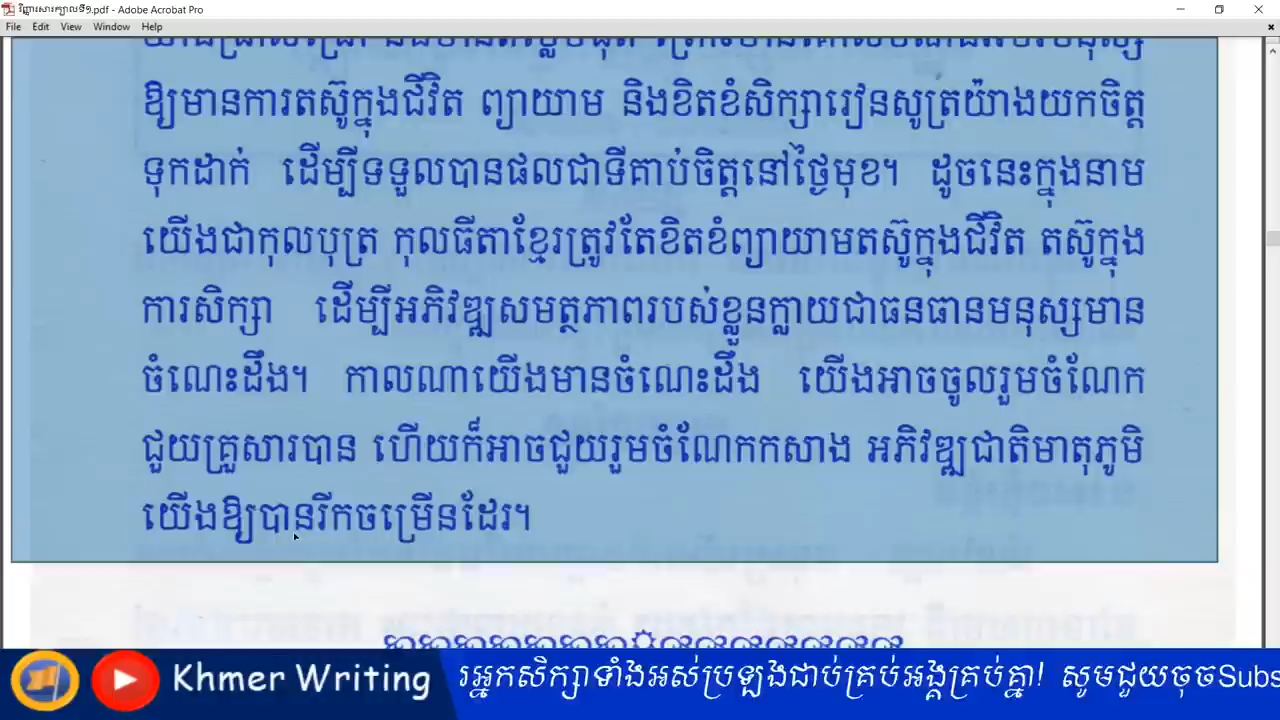 វិញ្ញាសារក្បាលទី១.pdf - Adobe Acrobat Pro
File Edit View Window Help
ឱ្យមានការតស៊ូក្នុងជីវិត ព្យាយាម និងខិតខំសិក្សារៀនសូត្រយ៉ាងយកចិត្ត
ទុកដាក់ ដើម្បីទទួលបានផលជាទីគាប់ចិត្តនៅថ្ងៃមុខ។ ដូចនេះក្នុងនាម
យើងជាកុលបុត្រ កុលធីតាខ្មែរត្រូវតែខិតខំព្យាយាមតស៊ូក្នុងជីវិត តស៊ូក្នុង
ការសិក្សា ដើម្បីអភិវឌ្ឍសមត្ថភាពរបស់ខ្លួនក្លាយជាធនធានមនុស្សមាន
ចំណេះដឹង។ កាលណាយើងមានចំណេះដឹង យើងអាចចូលរួមចំណែក
ជួយគ្រួសារបាន ហើយក៏អាចជួយរួមចំណែកកសាង អភិវឌ្ឍជាតិមាតុភូមិ
យើងឱ្យបានរីកចម្រើនដែរ។
Khmer Writing
រអ្នកសិក្សាទាំងអស់ប្រឡងជាប់គ្រប់អង្គគ្រប់គ្នា! សូមជួយចុចSubs